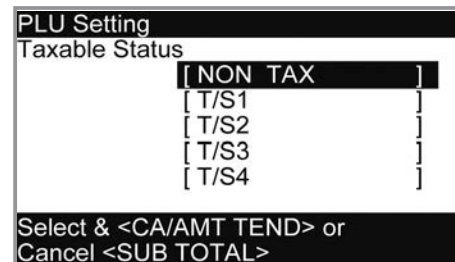 PLU Setting
Taxable Status
[ NON  TAX ]
[ T/S1 ]
[ T/S2 ]
[ T/S3 ]
[ T/S4 ]
Select & <CA/AMT TEND> or
Cancel <SUB TOTAL>